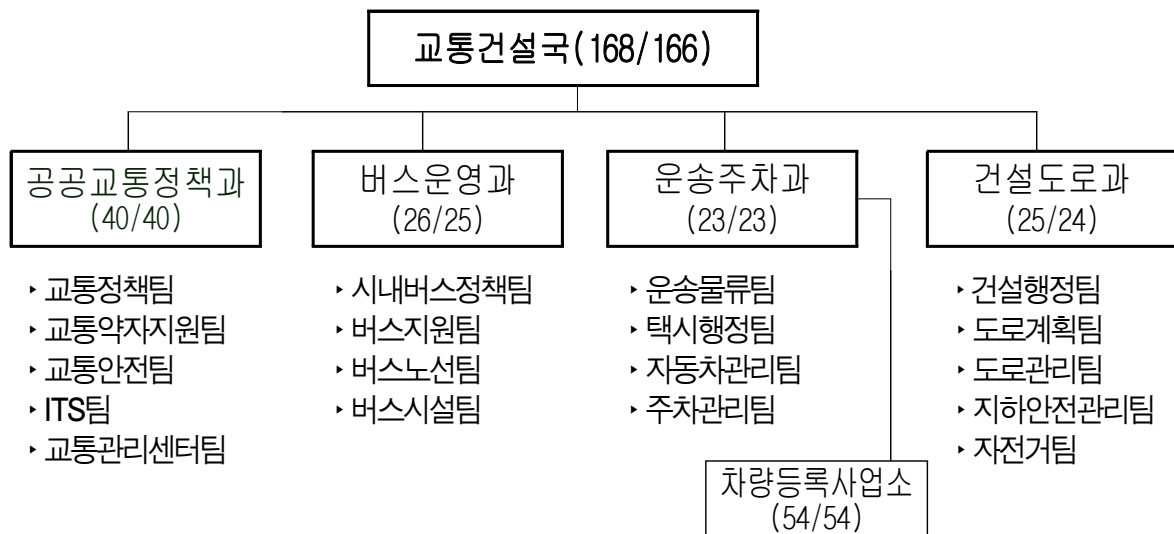 교통건설국(168/166)
공공교통정책과
(40/40)
‣ 교통정책팀
‣ 교통약자지원팀
‣ 교통안전팀
‣ ITS팀
‣ 교통관리센터팀
버스운영과
(26/25)
‣ 시내버스정책팀
‣ 버스지원팀
‣ 버스노선팀
‣ 버스시설팀
운송주차과
(23/23)
‣ 운송물류팀
‣ 택시행정팀
‣ 자동차관리팀
‣ 주차관리팀
차량등록사업소
(54/54)
건설도로과
(25/24)
‣ 건설행정팀
‣ 도로계획팀
‣ 도로관리팀
‣ 지하안전관리팀
‣ 자전거팀